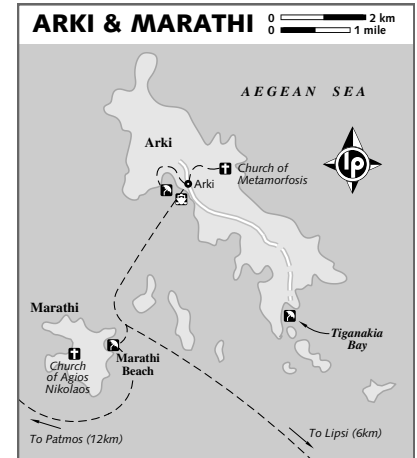 ARKI & MARATHI
0 2 km
0 1 mile
AEGEAN SEA
Arki
lp
Church of
Metamorfosis
Arki
Marathi
Tiganakia
Bay
Marathi
Beach
Church
of Agios
Nikolaos
To Patmos (12km)
To Lipsi (6km)